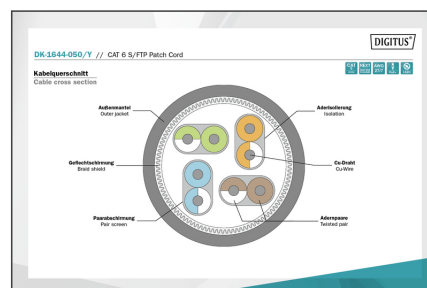 DIGITUS®
DK-1644-050/Y // CAT 6 S/FTP Patch Cord
Kabelquerschnitt
Cable cross section
Außenmantel
Outer jacket
Aderisolierung
Isolation
Geflechtschirmung
Braid shield
Cu-Draht
Cu-Wire
Paarabschirmung
Pair screen
Aderepaare
Twisted pair